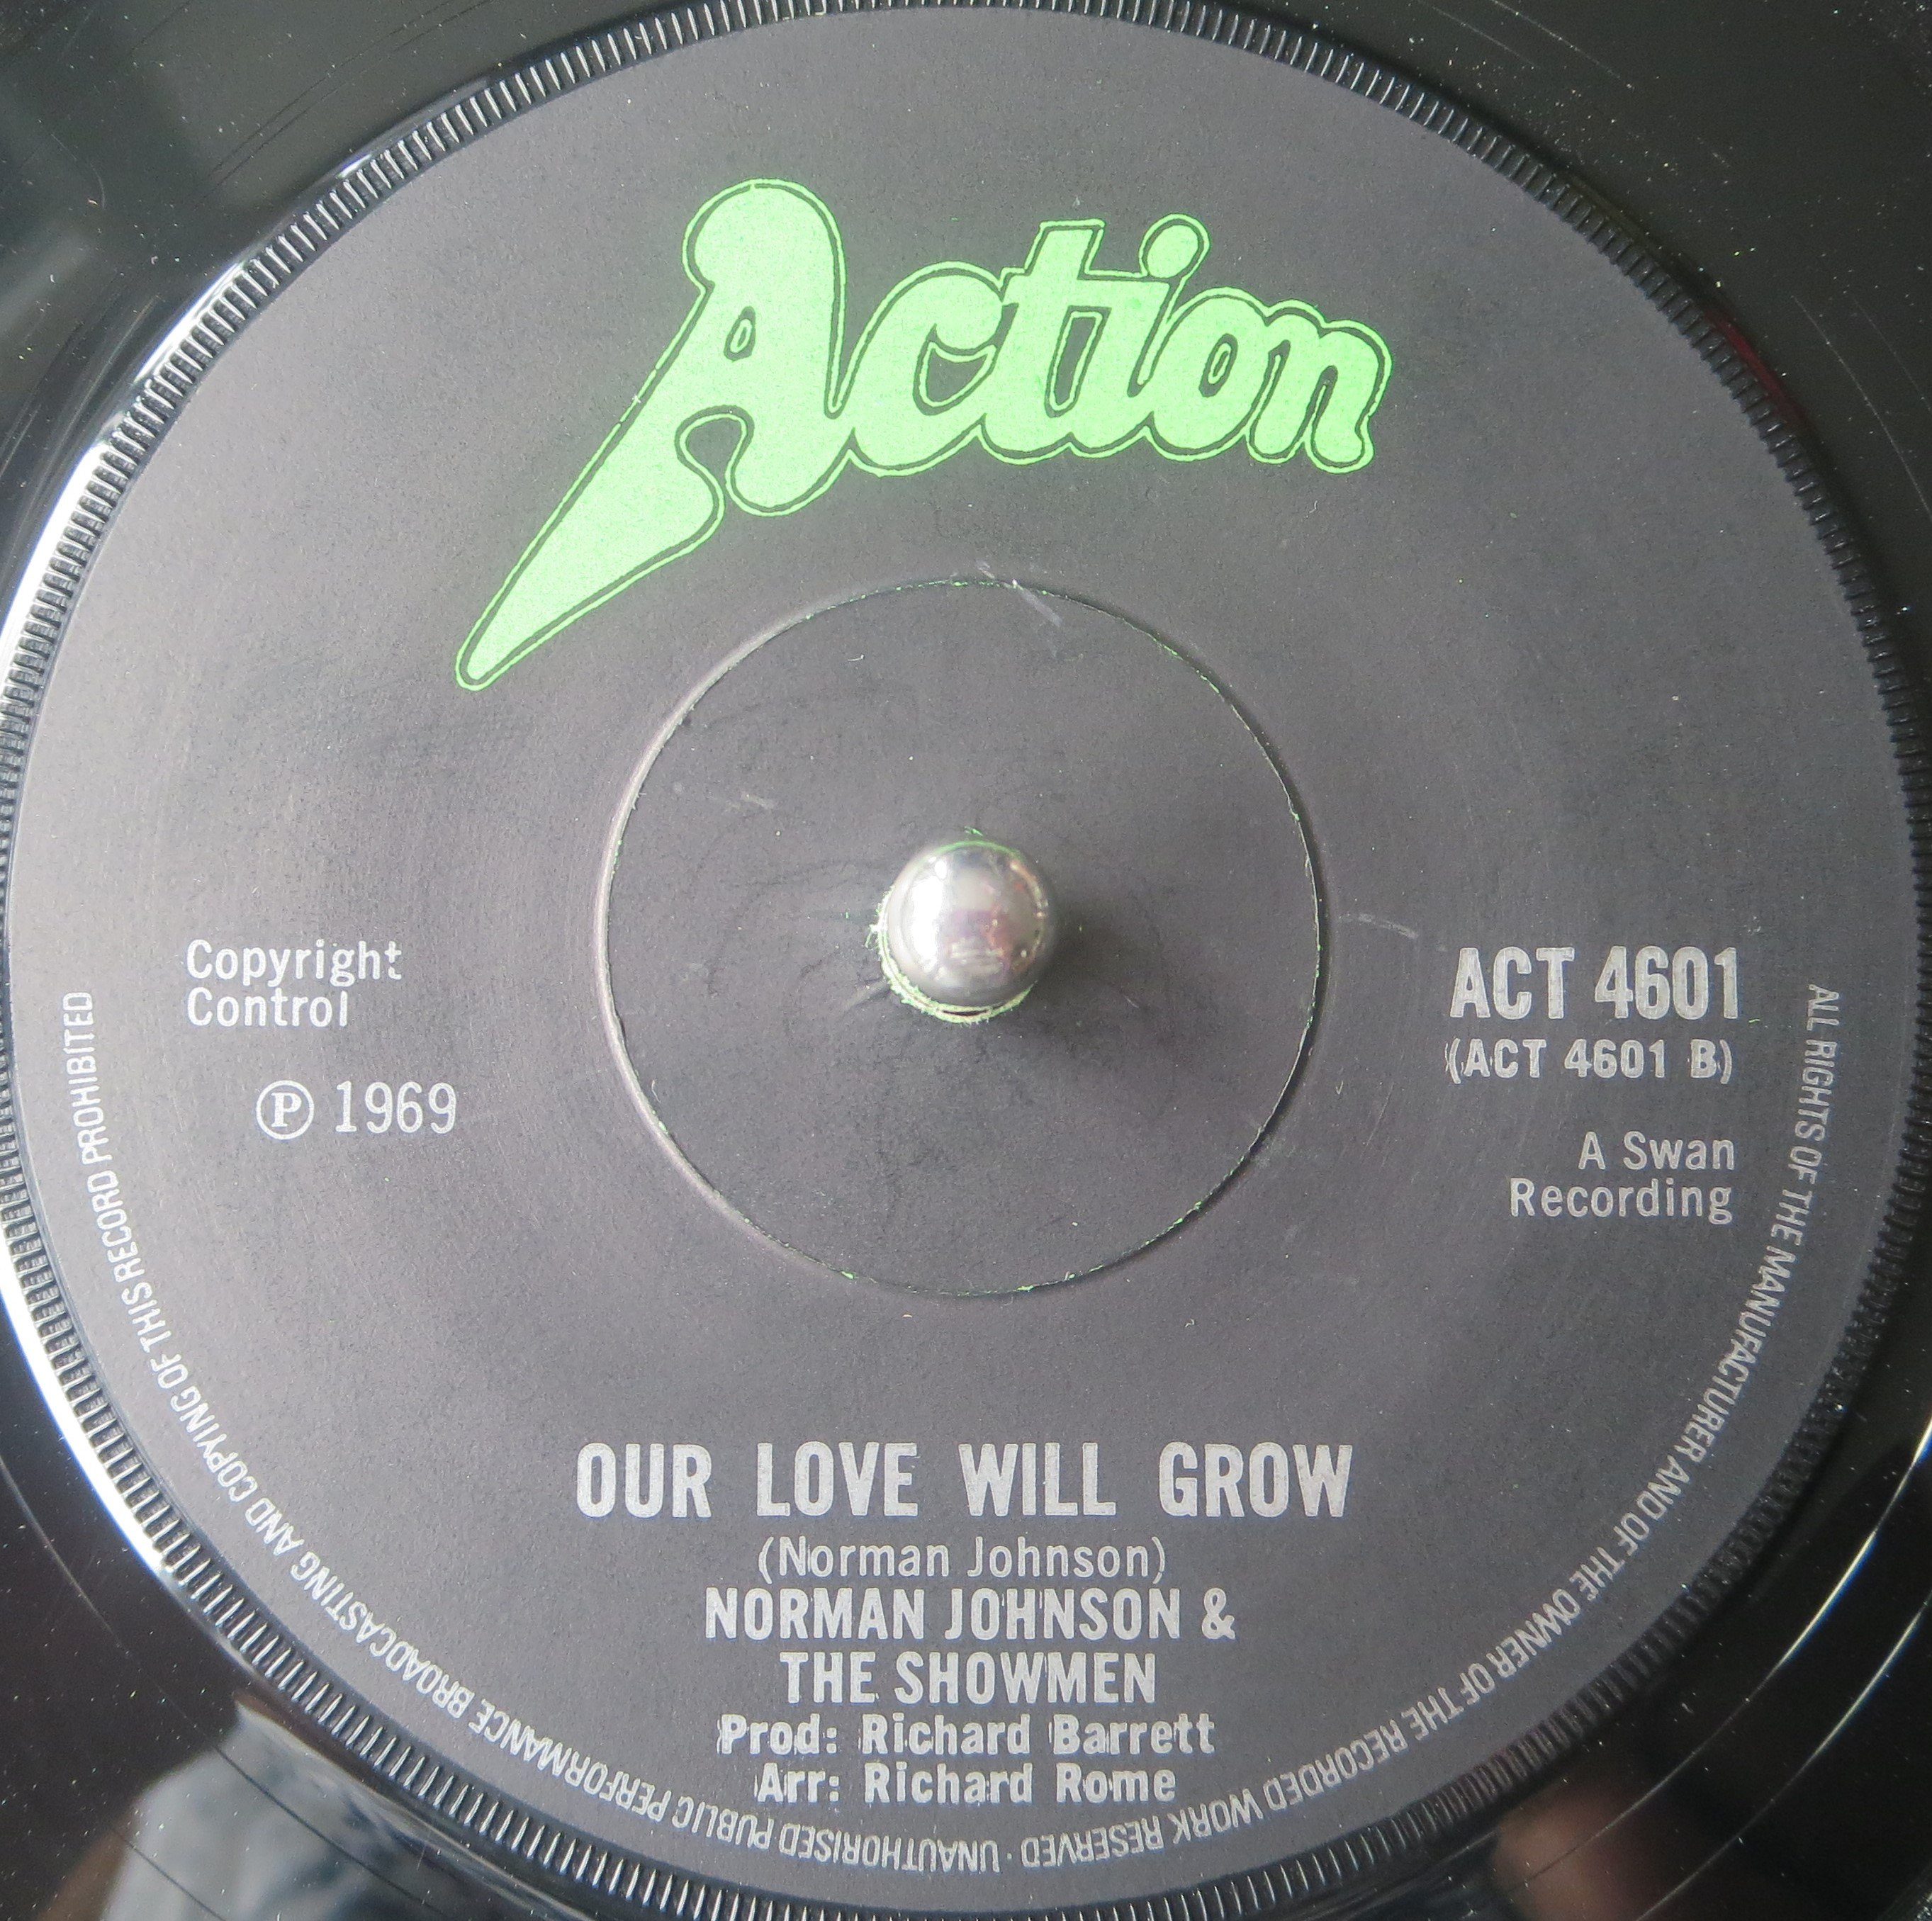 Action
Copyright
Control
Ⓟ 1969
ACT 4601
(ACT 4601 B)
A Swan
Recording
OUR LOVE WILL GROW
(Norman Johnson)
NORMAN JOHNSON &
THE SHOWMEN
Prod: Richard Barrett
Arr: Richard Rome
ALL RIGHTS OF THE MANUFACTURER AND OF THE OWNER OF THE RECORDED WORK RESERVED · UNAUTHORISED PUBLIC PERFORMANCE BROADCASTING AND COPYING OF THIS RECORD PROHIBITED